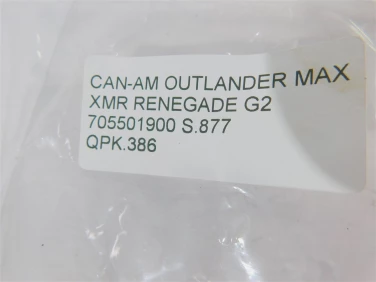 CAN-AM OUTLANDER MAX
XMR RENEGADE G2
705501900 S.877
QPK.386